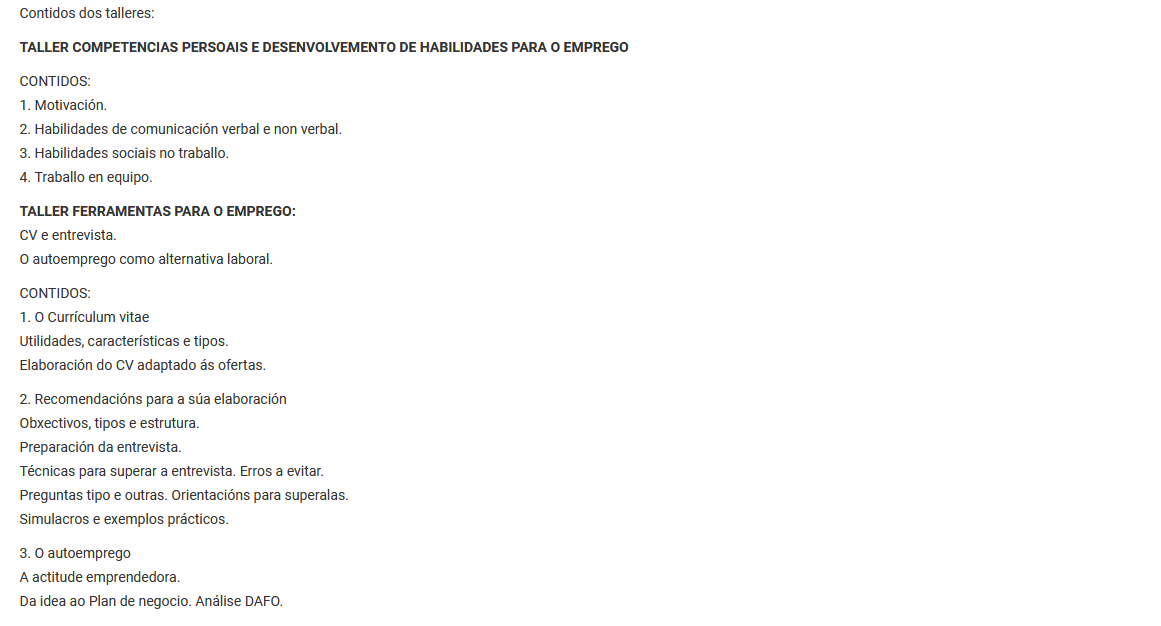 Contidos dos talleres:
TALLER COMPETENCIAS PERSOAIS E DESENVOLVEMENTO DE HABILIDADES PARA O EMPREGO
CONTIDOS:
1. Motivación.
2. Habilidades de comunicación verbal e non verbal.
3. Habilidades sociais no traballo.
4. Traballo en equipo.
TALLER FERRAMENTAS PARA O EMPREGO:
CV e entrevista.
O autoemprego como alternativa laboral.
CONTIDOS:
1. O Currículum vitae
Utilidades, características e tipos.
Elaboración do CV adaptado ás ofertas.
2. Recomendacións para a súa elaboración
Obxectivos, tipos e estrutura.
Preparación da entrevista.
Técnicas para superar a entrevista. Erros a evitar.
Preguntas tipo e outras. Orientacións para superalas.
Simulacros e exemplos prácticos.
3. O autoemprego
A actitude emprendedora.
Da idea ao Plan de negocio. Análise DAFO.